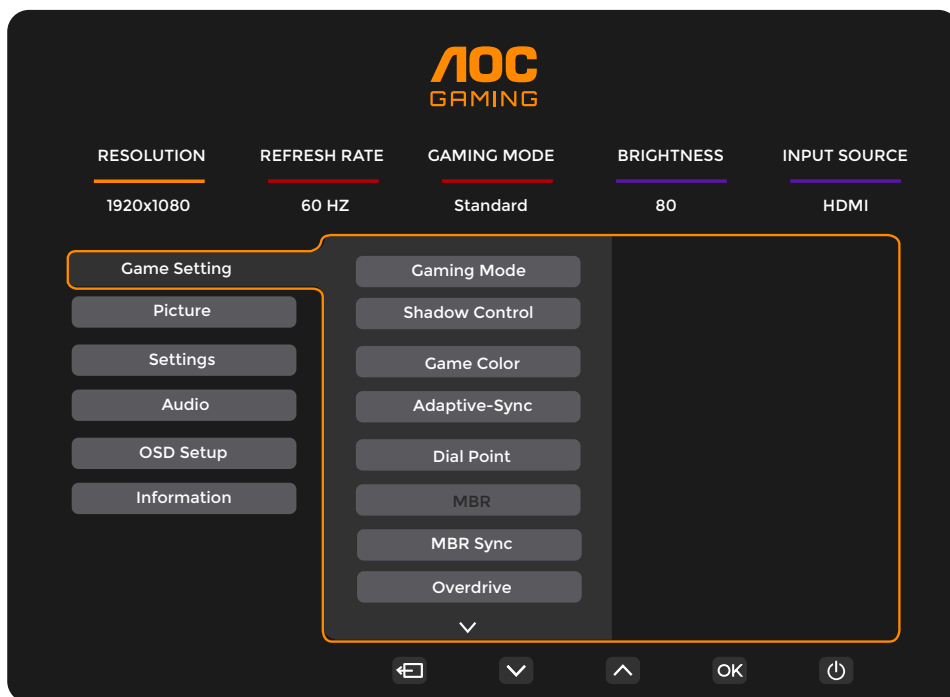 AOC
GAMING
RESOLUTION REFRESH RATE GAMING MODE BRIGHTNESS INPUT SOURCE
1920x1080 60 HZ Standard 80 HDMI
Game Setting
Picture
Settings
Audio
OSD Setup
Information
Gaming Mode
Shadow Control
Game Color
Adaptive-Sync
Dial Point
MBR
MBR Sync
Overdrive
OK